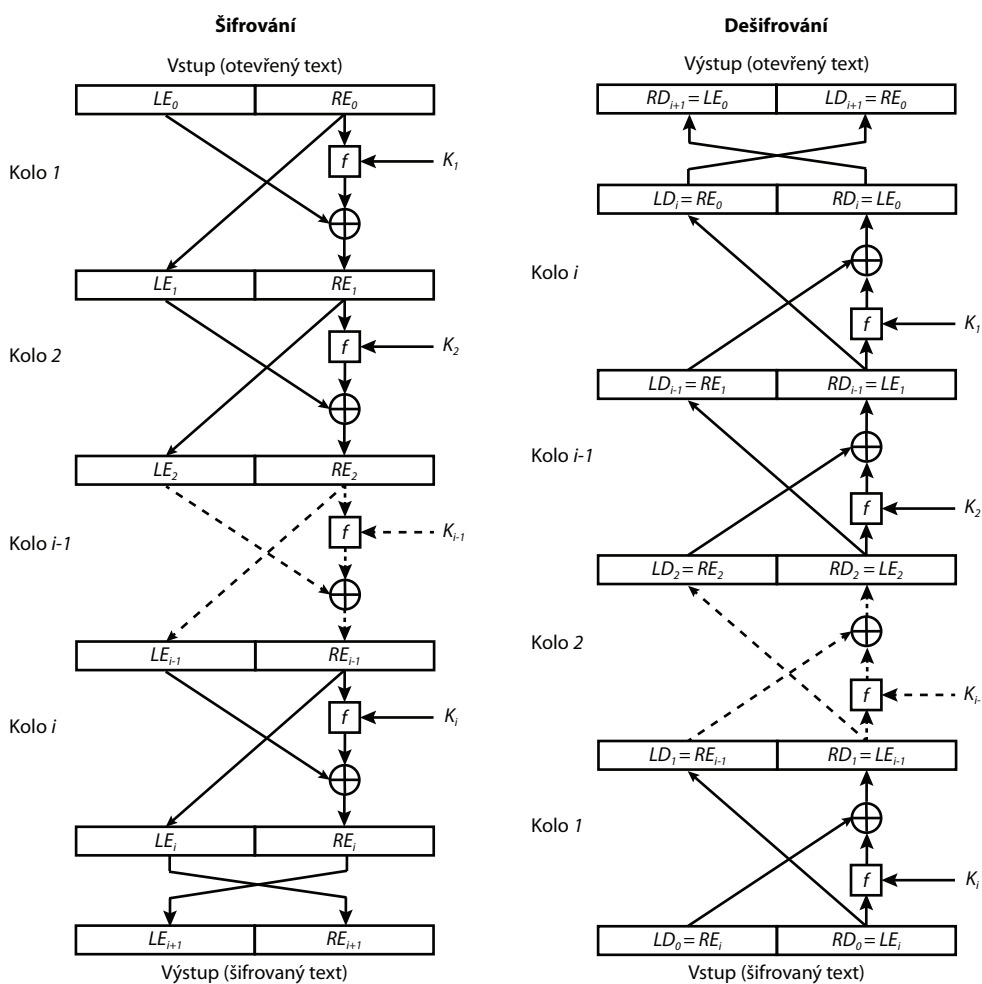 Šifrování
Vstup (otevřený text)
LE0 RE0
Kolo 1
f
K1
LE1 RE1
Kolo 2
f
K2
LE2 RE2
Kolo i-1
f
Ki-1
LEi-1 REi-1
Kolo i
f
Ki
LEi REi
LEi+1 REi+1
Výstup (šifrovaný text)
Dešifrování
Výstup (otevřený text)
RDi+1 = LE0 LDi+1 = RE0
LDi = RE0 RDi = LE0
Kolo i
f
K1
LDi-1 = RE1 RDi-1 = LE1
Kolo i-1
f
K2
LD2 = RE2 RD2 = LE2
Kolo 2
f
Ki-
LD1 = REi-1 RD1 = LEi-1
Kolo 1
f
Ki
LD0 = REi RD0 = LEi
Vstup (šifrovaný text)